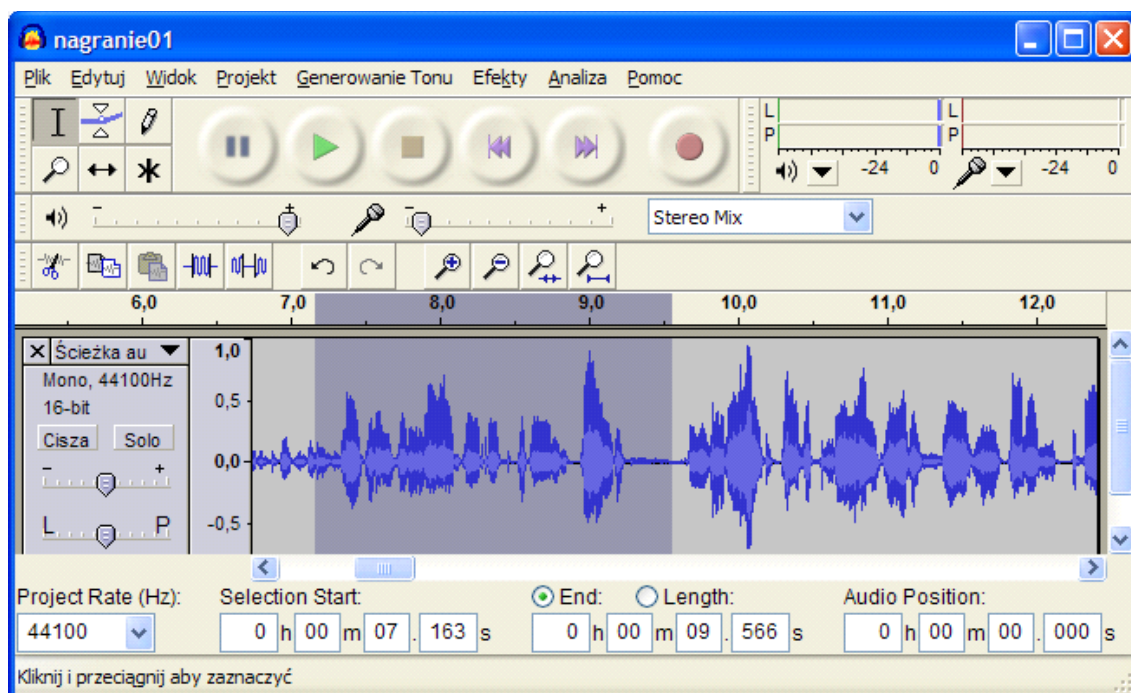 nagranie01
Plik Edytuj Widok Projekt Generowanie Tonu Efekty Analiza Pomoc
L L
P P
-24 0 -24 0
- + - + Stereo Mix
6,0 7,0 8,0 9,0 10,0 11,0 12,0
X Ścieżka au 1,0
Mono, 44100Hz
16-bit 0,5
Cisza Solo
- + 0,0
L P -0,5
Project Rate (Hz): Selection Start: End: Length: Audio Position:
44100 0 h 00 m 07 . 163 s 0 h 00 m 09 . 566 s 0 h 00 m 00 . 000 s
Kliknij i przeciągnij aby zaznaczyć